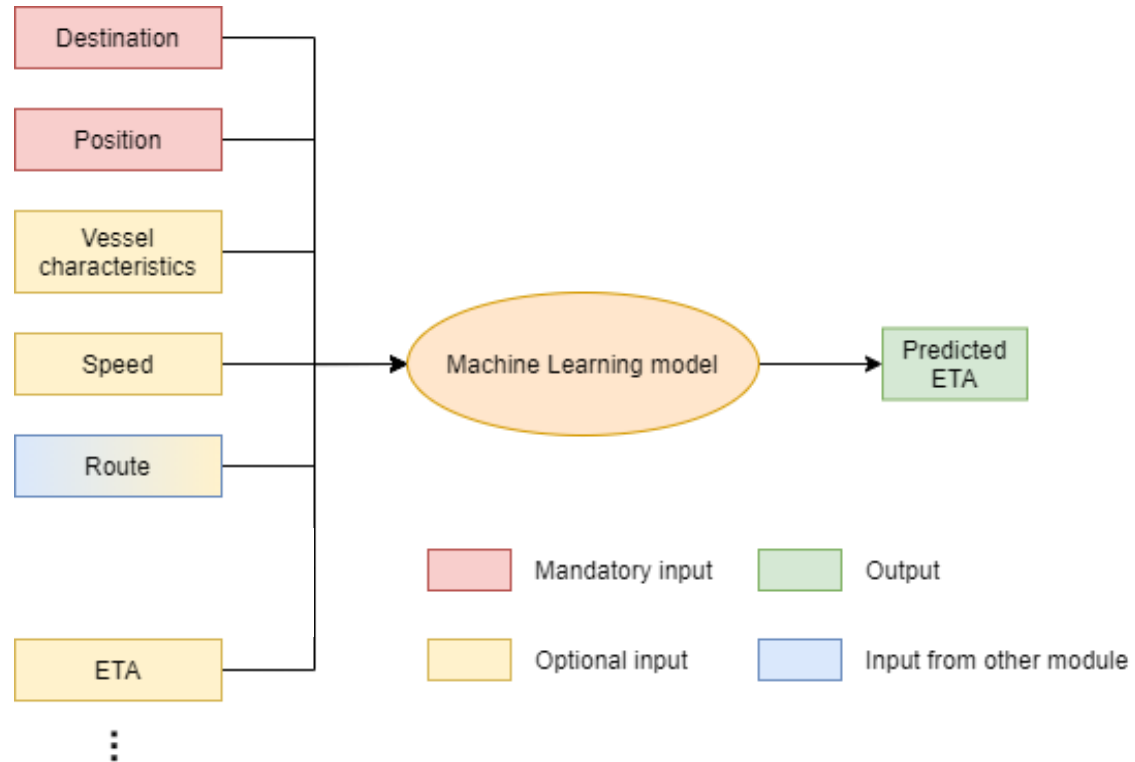 Destination
Position
Vessel
characteristics
Speed
Route
ETA
⋮
Machine Learning model
Predicted
ETA
Mandatory input
Output
Optional input
Input from other module